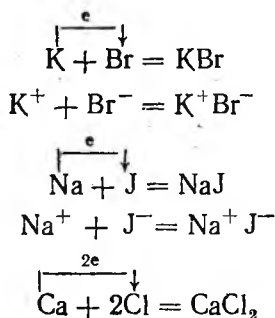 e
K + Br = KBr
K⁺ + Br⁻ = K⁺Br⁻
e
Na + J = NaJ
Na⁺ + J⁻ = Na⁺ J⁻
2e
Ca + 2Cl = CaCl₂